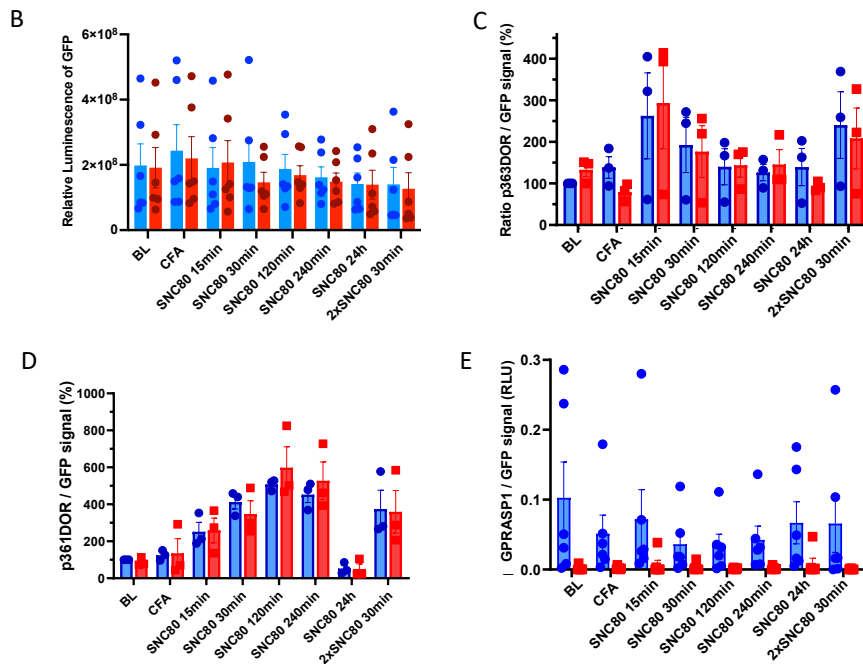 B
Relative Luminescence of GFP
6×10⁸
4×10⁸
2×10⁸
0
BL
CFA
SNC80 15min
SNC80 30min
SNC80 120min
SNC80 240min
SNC80 24h
2xSNC80 30min
C
Ratio p363DOR / GFP signal (%)
400
300
200
100
0
BL
CFA
SNC80 15min
SNC80 30min
SNC80 120min
SNC80 240min
SNC80 24h
2xSNC80 30min
D
p361DOR / GFP signal (%)
1000
800
600
400
200
0
BL
CFA
SNC80 15min
SNC80 30min
SNC80 120min
SNC80 240min
SNC80 24h
2xSNC80 30min
E
GPRASP1 / GFP signal (RLU)
0.3
0.2
0.1
0.0
BL
CFA
SNC80 15min
SNC80 30min
SNC80 120min
SNC80 240min
SNC80 24h
2xSNC80 30min